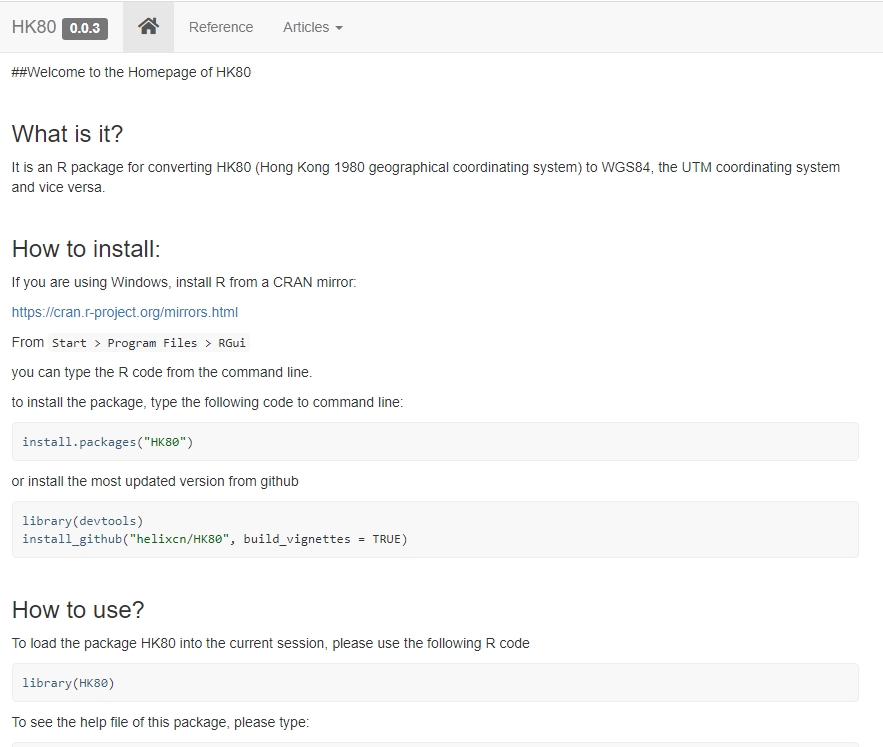 HK80 0.0.3 Reference Articles
##Welcome to the Homepage of HK80
What is it?
It is an R package for converting HK80 (Hong Kong 1980 geographical coordinating system) to WGS84, the UTM coordinating system
and vice versa.
How to install:
If you are using Windows, install R from a CRAN mirror:
https://cran.r-project.org/mirrors.html
From Start > Program Files > RGui
you can type the R code from the command line.
to install the package, type the following code to command line:
install.packages("HK80")
or install the most updated version from github
library(devtools)
install_github("helixcn/HK80", build_vignettes = TRUE)
How to use?
To load the package HK80 into the current session, please use the following R code
library(HK80)
To see the help file of this package, please type: